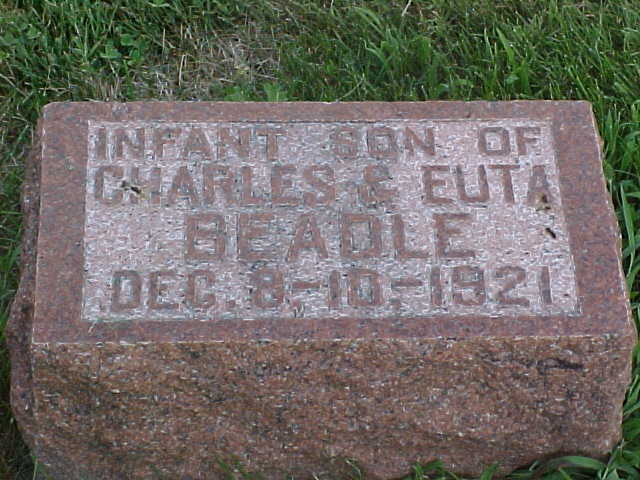 INFANT SON OF
CHARLES & EUTA
BEADLE
DEC. 8-10-1921